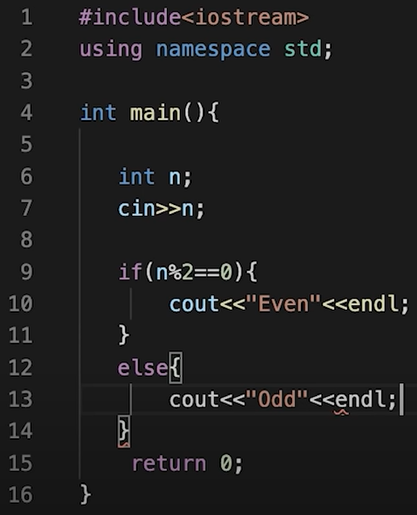 1 #include<iostream>
2 using namespace std;
3
4 int main(){
5
6 int n;
7 cin>>n;
8
9 if(n%2==0){
10 cout<<"Even"<<endl;
11 }
12 else{
13 cout<<"Odd"<<endl;
14 }
15 return 0;
16 }